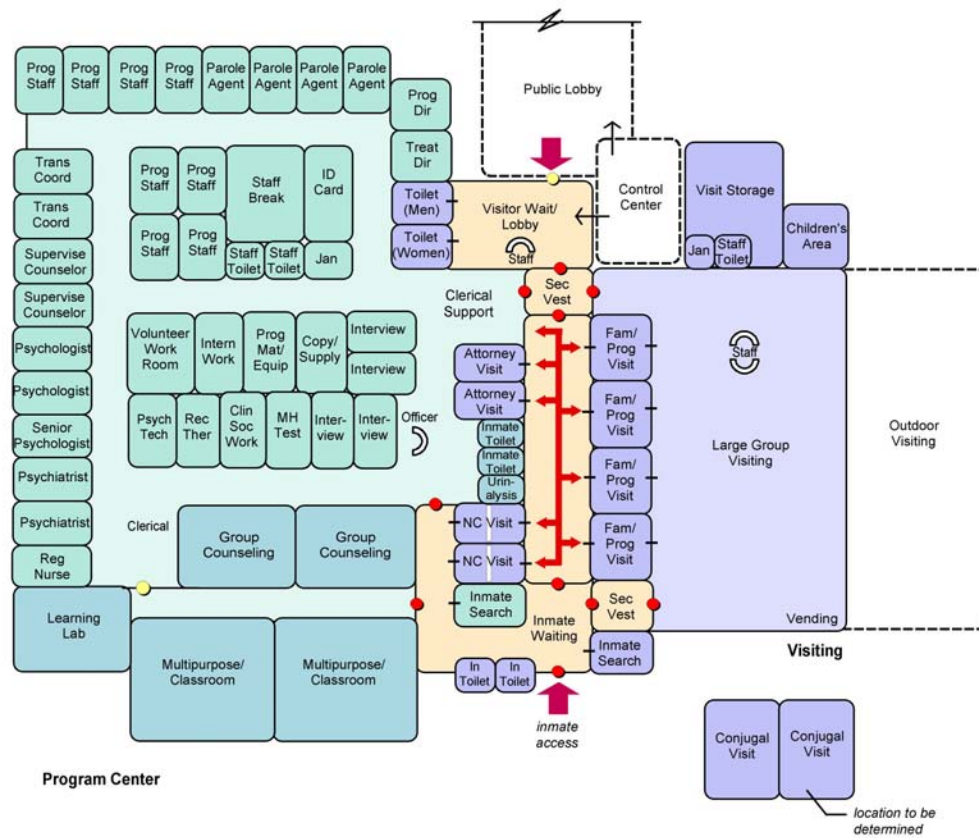 Prog
Staff
Prog
Staff
Prog
Staff
Prog
Staff
Parole
Agent
Parole
Agent
Parole
Agent
Parole
Agent
Prog
Dir
Treat
Dir
Toilet
(Men)
Toilet
(Women)
Public Lobby
Visitor Wait/
Lobby
Staff
Control
Center
Visit Storage
Jan
Staff
Toilet
Children's
Area
Trans
Coord
Trans
Coord
Supervise
Counselor
Supervise
Counselor
Psychologist
Psychologist
Senior
Psychologist
Psychiatrist
Psychiatrist
Reg
Nurse
Prog
Staff
Prog
Staff
Staff
Break
ID
Card
Prog
Staff
Prog
Staff
Staff
Toilet
Staff
Toilet
Jan
Clerical
Support
Sec
Vest
Volunteer
Work
Room
Intern
Work
Prog
Mat/
Equip
Copy/
Supply
Interview
Interview
Psych
Tech
Rec
Ther
Clin
Soc
Work
MH
Test
Inter-
view
Inter-
view
Officer
Attorney
Visit
Attorney
Visit
Inmate
Toilet
Inmate
Toilet
Urin-
alysis
NC Visit
NC Visit
Inmate
Search
Fam/
Prog
Visit
Fam/
Prog
Visit
Fam/
Prog
Visit
Fam/
Prog
Visit
Staff
Large Group
Visiting
Outdoor
Visiting
Clerical
Group
Counseling
Group
Counseling
Learning
Lab
Multipurpose/
Classroom
Multipurpose/
Classroom
Inmate
Waiting
Sec
Vest
Inmate
Search
In
Toilet
In
Toilet
Vending
Visiting
inmate
access
Conjugal
Visit
Conjugal
Visit
location to be
determined
Program Center